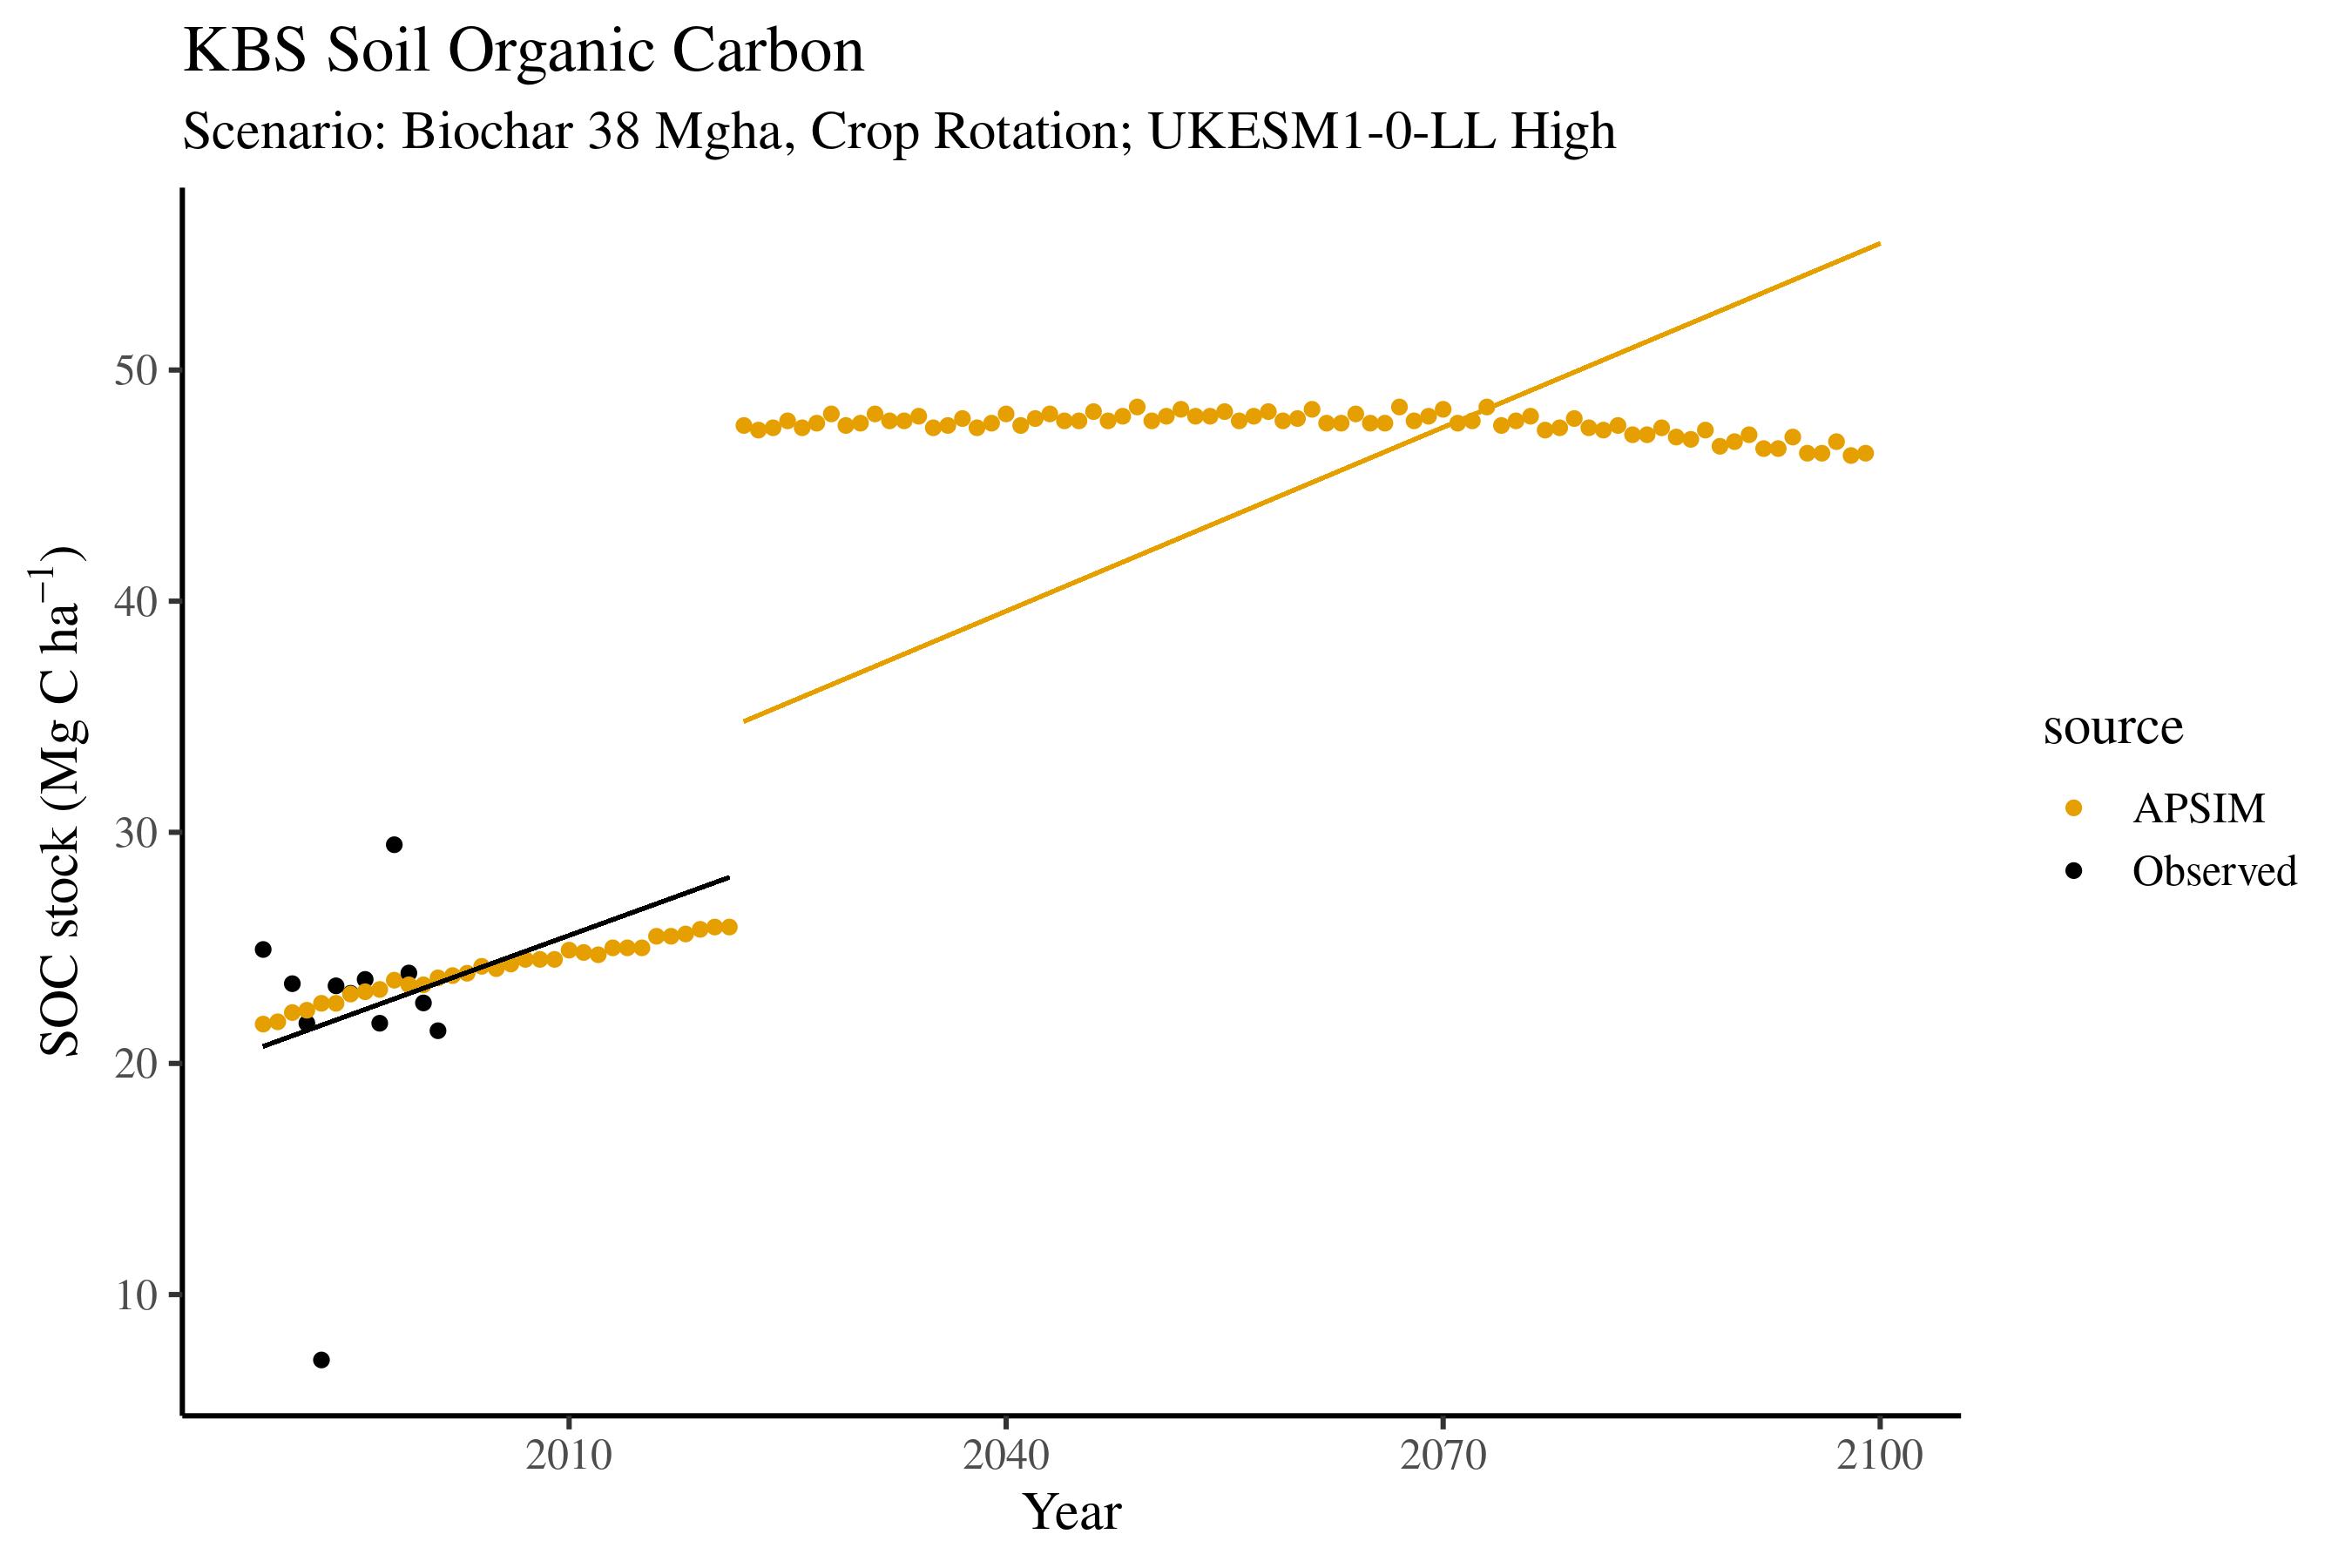 KBS Soil Organic Carbon
Scenario: Biochar 38 Mgha, Crop Rotation; UKESM1-0-LL High
SOC stock (Mg C ha⁻¹)
50
40
30
20
10
2010
2040
2070
2100
Year
source
APSIM
Observed